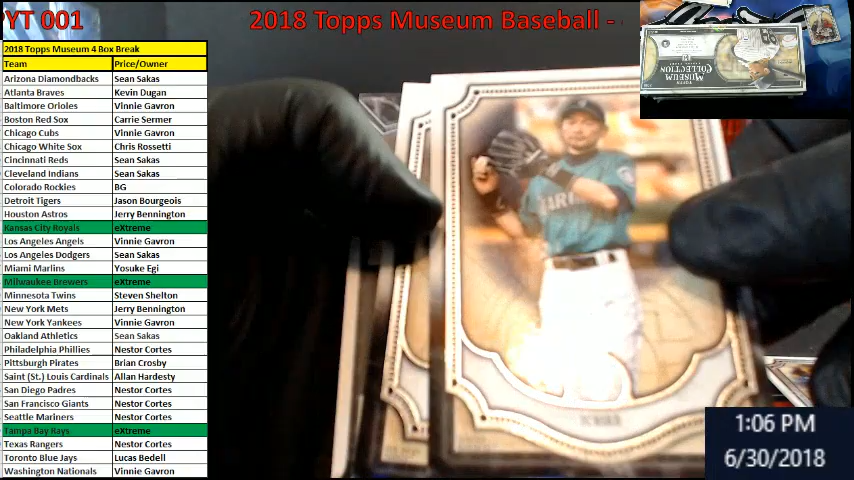 PYT 001
2018 Topps Museum Baseball -
2018 Topps Museum 4 Box Break
Team Price/Owner
Arizona Diamondbacks Sean Sakas
Atlanta Braves Kevin Dugan
Baltimore Orioles Vinnie Gavron
Boston Red Sox Carrie Sermer
Chicago Cubs Vinnie Gavron
Chicago White Sox Chris Rossetti
Cincinnati Reds Sean Sakas
Cleveland Indians Sean Sakas
Colorado Rockies BG
Detroit Tigers Jason Bourgeois
Houston Astros Jerry Bennington
Kansas City Royals eXtreme
Los Angeles Angels Vinnie Gavron
Los Angeles Dodgers Sean Sakas
Miami Marlins Yosuke Egi
Milwaukee Brewers eXtreme
Minnesota Twins Steven Shelton
New York Mets Jerry Bennington
New York Yankees Vinnie Gavron
Oakland Athletics Sean Sakas
Philadelphia Phillies Nestor Cortes
Pittsburgh Pirates Brian Crosby
Saint (St.) Louis Cardinals Allan Hardesty
San Diego Padres Nestor Cortes
San Francisco Giants Nestor Cortes
Seattle Mariners Nestor Cortes
Tampa Bay Rays eXtreme
Texas Rangers Nestor Cortes
Toronto Blue Jays Lucas Bedell
Washington Nationals Vinnie Gavron
TOPPS
MUSEUM
COLLECTION
ICHIRO
1:06 PM
6/30/2018